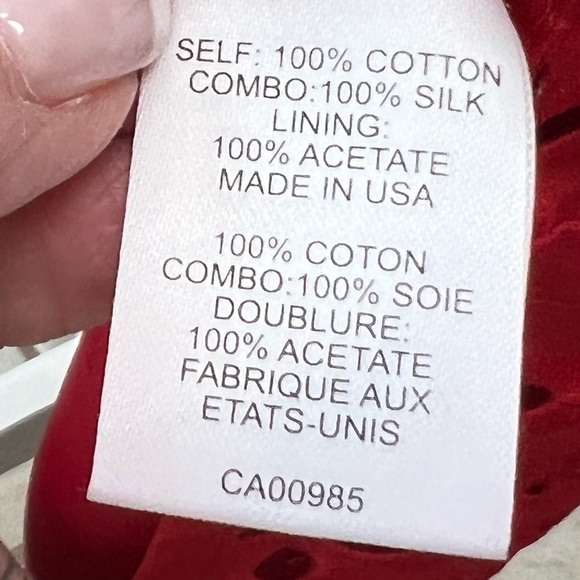 SELF: 100% COTTON
COMBO:100% SILK
LINING:
100% ACETATE
MADE IN USA
100% COTON
COMBO:100% SOIE
DOUBLURE:
100% ACETATE
FABRIQUE AUX
ETATS-UNIS
CA00985